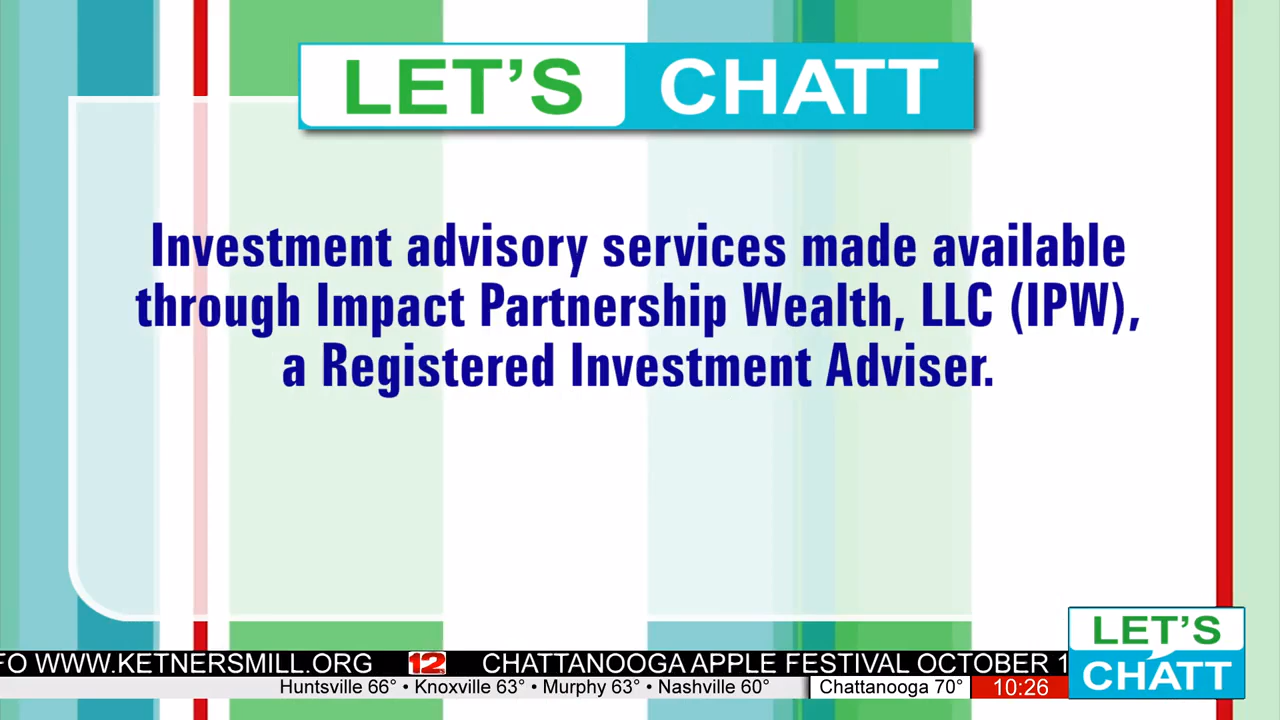 LET'S CHATT
Investment advisory services made available
through Impact Partnership Wealth, LLC (IPW),
a Registered Investment Adviser.
LET'S
CHATT
FO WWW.KETNERSMILL.ORG 12 CHATTANOOGA APPLE FESTIVAL OCTOBER 1
Huntsville 66° • Knoxville 63° • Murphy 63° • Nashville 60° Chattanooga 70° 10:26